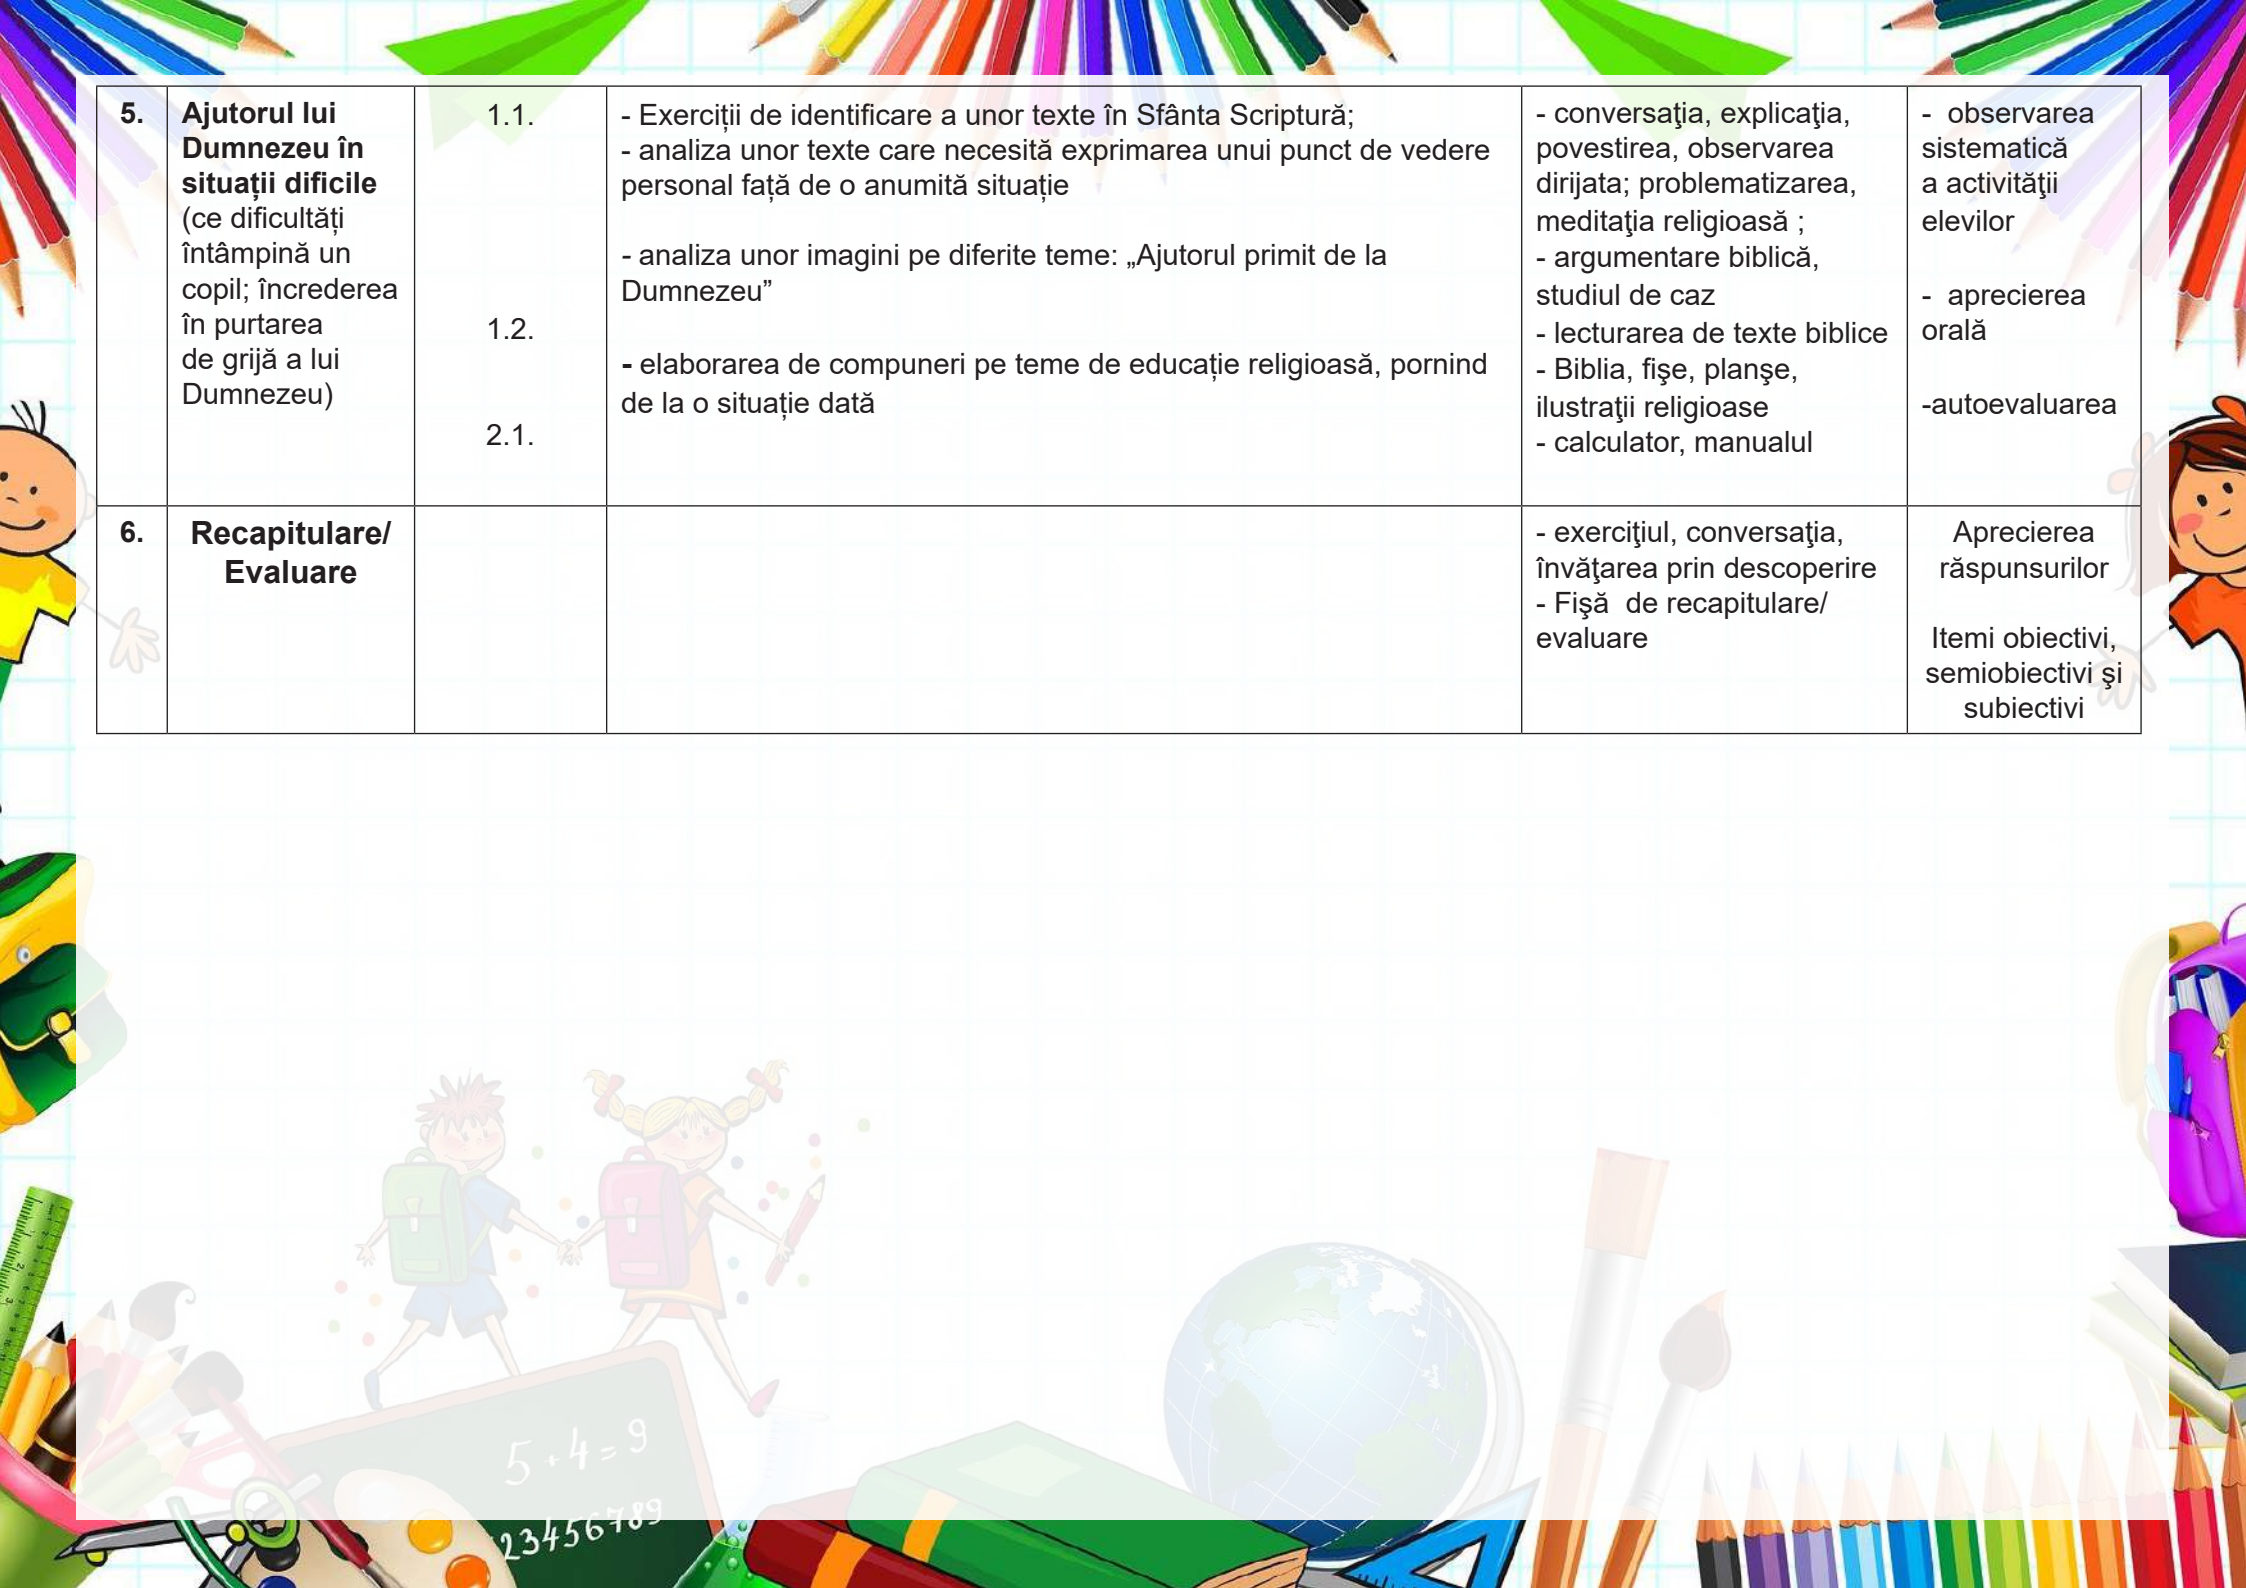 5.
Ajutorul lui
Dumnezeu în
situații dificile
(ce dificultăți
întâmpină un
copil; încrederea
în purtarea
de grijă a lui
Dumnezeu)
1.1.
1.2.
2.1.
- Exerciții de identificare a unor texte în Sfânta Scriptură;
- analiza unor texte care necesită exprimarea unui punct de vedere
personal față de o anumită situație
- analiza unor imagini pe diferite teme: „Ajutorul primit de la
Dumnezeu”
- elaborarea de compuneri pe teme de educație religioasă, pornind
de la o situație dată
- conversaţia, explicaţia,
povestirea, observarea
dirijata; problematizarea,
meditaţia religioasă ;
- argumentare biblică,
studiul de caz
- lecturarea de texte biblice
- Biblia, fişe, planşe,
ilustraţii religioase
- calculator, manualul
- observarea
sistematică
a activităţii
elevilor
- aprecierea
orală
-autoevaluarea
6.
Recapitulare/
Evaluare
- exerciţiul, conversaţia,
învăţarea prin descoperire
- Fişă de recapitulare/
evaluare
Aprecierea
răspunsurilor
Itemi obiectivi,
semiobiectivi şi
subiectivi
5+4=9
23456789